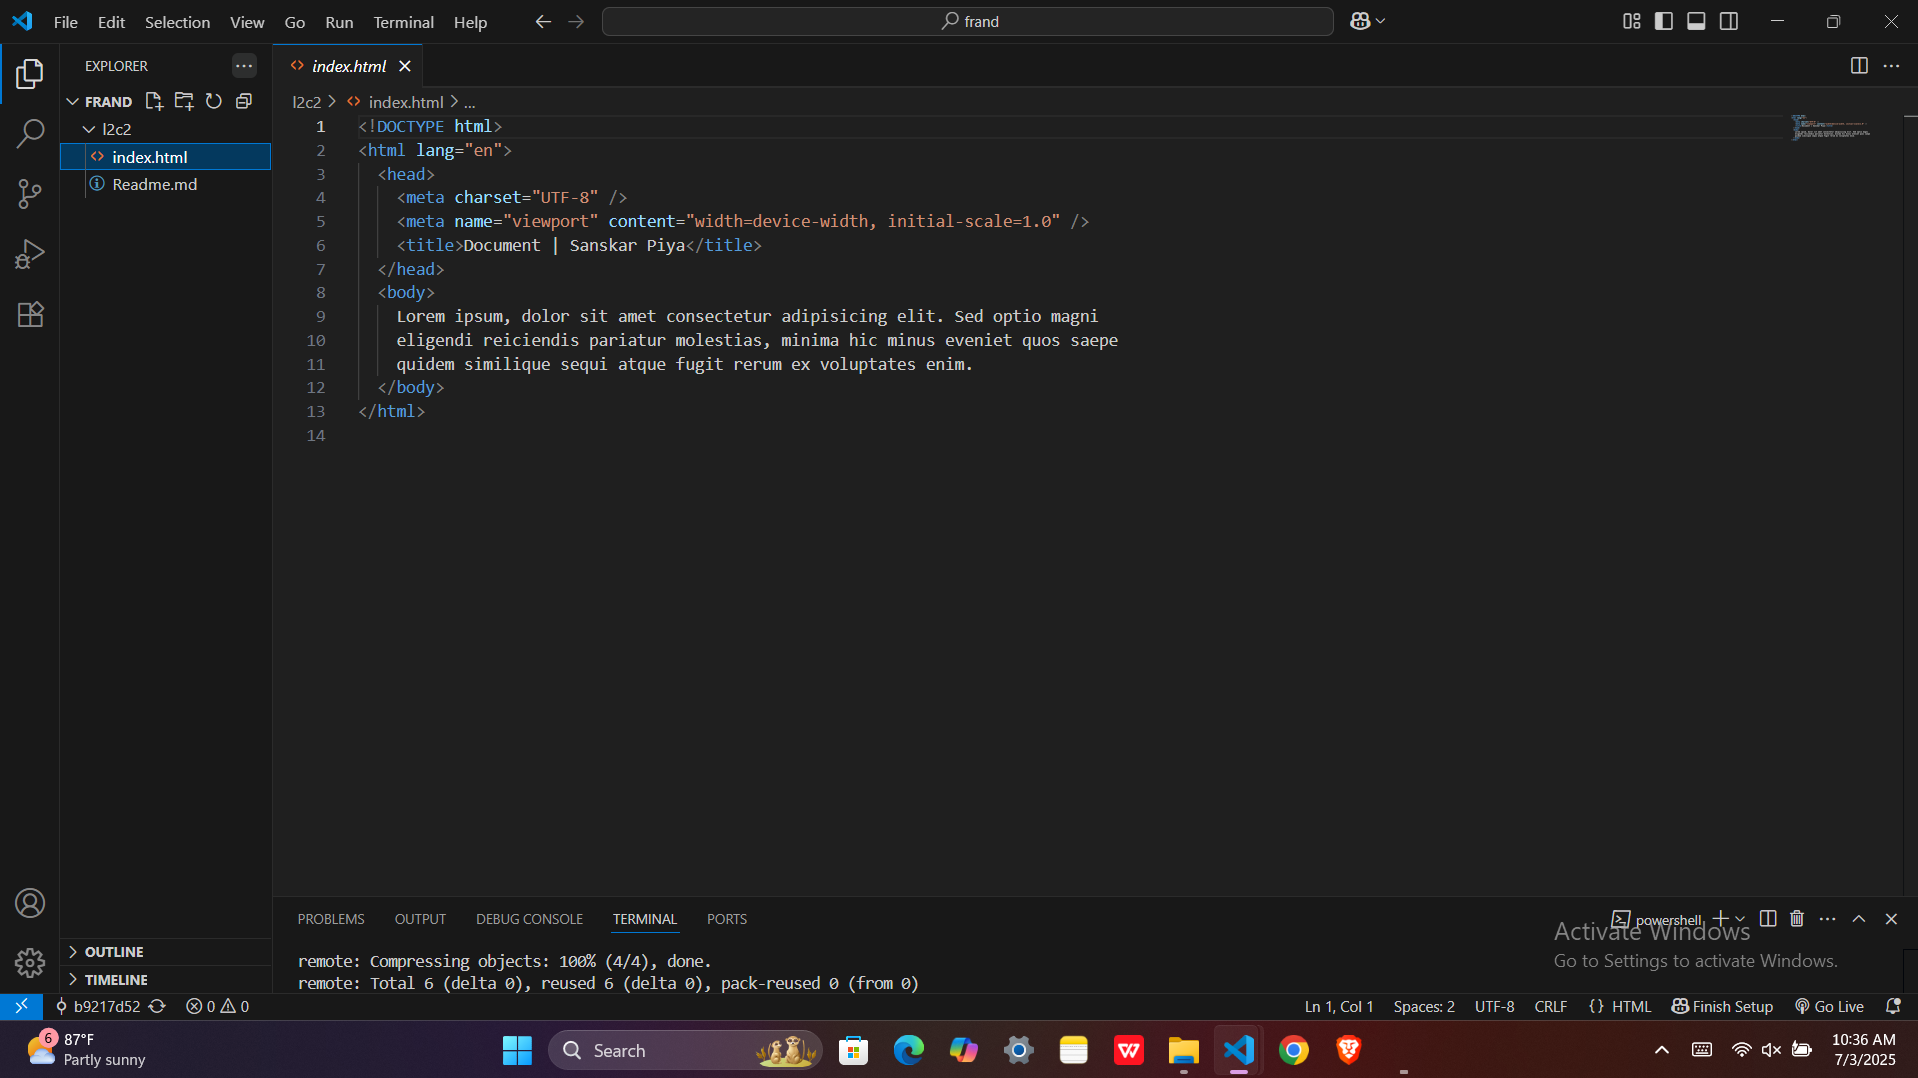 File Edit Selection View Go Run Terminal Help
frand
EXPLORER
FRAND
l2c2
index.html
Readme.md
OUTLINE
TIMELINE
index.html
l2c2 > index.html > ...
1 <!DOCTYPE html>
2 <html lang="en">
3 <head>
4 <meta charset="UTF-8" />
5 <meta name="viewport" content="width=device-width, initial-scale=1.0" />
6 <title>Document | Sanskar Piya</title>
7 </head>
8 <body>
9 Lorem ipsum, dolor sit amet consectetur adipisicing elit. Sed optio magni
10 eligendi reiciendis pariatur molestias, minima hic minus eveniet quos saepe
11 quidem similique sequi atque fugit rerum ex voluptates enim.
12 </body>
13 </html>
14
PROBLEMS OUTPUT DEBUG CONSOLE TERMINAL PORTS
powershell
remote: Compressing objects: 100% (4/4), done.
remote: Total 6 (delta 0), reused 6 (delta 0), pack-reused 0 (from 0)
Activate Windows
Go to Settings to activate Windows.
b9217d52 0 0 Ln 1, Col 1 Spaces: 2 UTF-8 CRLF {} HTML Finish Setup Go Live
6
87°F
Partly sunny
Search
10:36 AM
7/3/2025